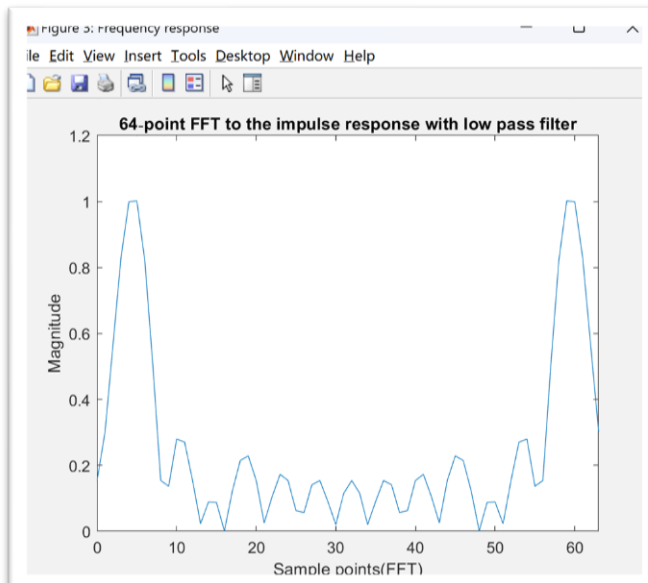 Figure 3: Frequency response
ile Edit View Insert Tools Desktop Window Help
64-point FFT to the impulse response with low pass filter
1.2
1
0.8
0.6
0.4
0.2
0
Magnitude
0 10 20 30 40 50 60
Sample points(FFT)